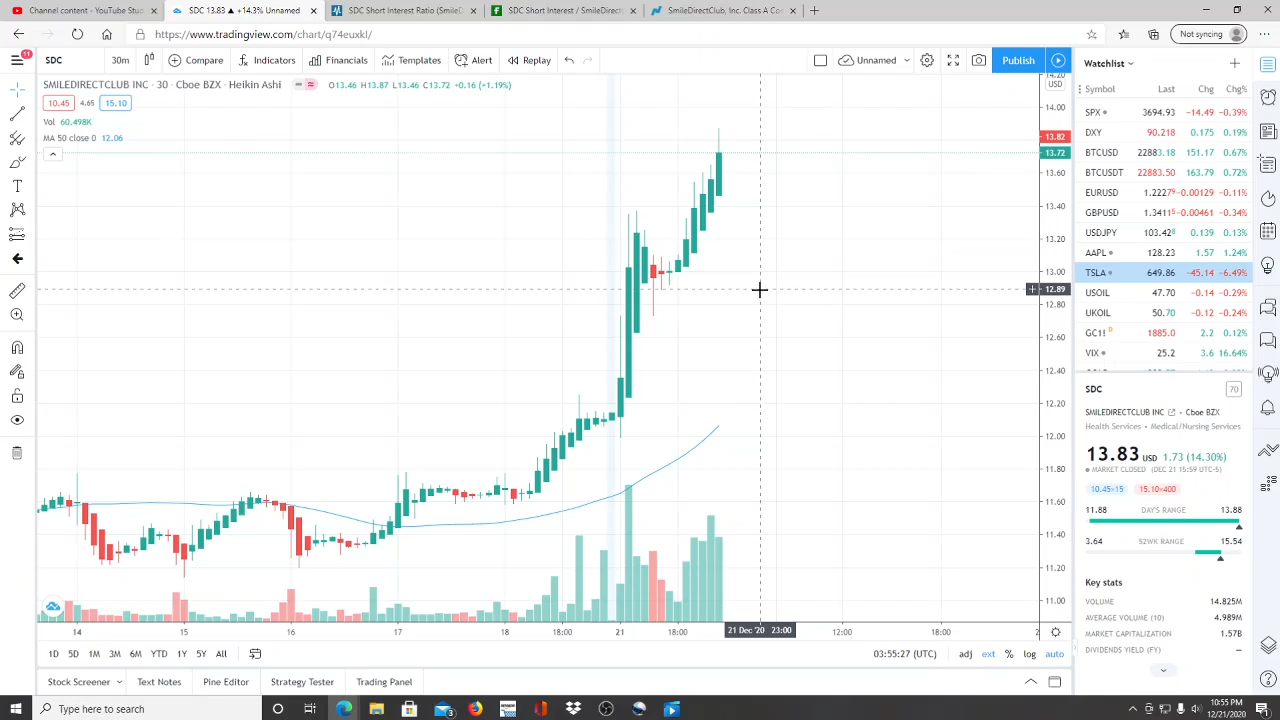 Channel content - YouTube Studio
SDC 13.83 ▲ +14.3% Unnamed
SDC Short Interest Ratio (SmileD
SDC Short Interest / SmileDirect
SmileDirectClub, Inc. Class A Co
https://www.tradingview.com/chart/q74euxkl/
Not syncing
11
SDC
30m
Compare
Indicators
Financials
Templates
Alert
Replay
Unnamed
Publish
SMILEDIRECTCLUB INC • 30 • Cboe BZX • Heikin Ashi
O13.46 H13.87 L13.46 C13.72 +0.16 (+1.19%)
10.45 4.65 15.10
Vol 60.498K
MA 50 close 0 12.06
14.20
USD
14.00
13.82
13.72
13.60
13.40
13.20
13.00
12.89
12.80
12.60
12.40
12.20
12.00
11.80
11.60
11.40
11.20
11.00
14 15 16 17 18 18:00 21 18:00 21 Dec '20 23:00 12:00 18:00 2
1D 5D 1M 3M 6M YTD 1Y 5Y All
03:55:27 (UTC) adj ext % log auto
Stock Screener Text Notes Pine Editor Strategy Tester Trading Panel
Watchlist
Symbol Last Chg Chg%
SPX 3694.93 −14.49 −0.39%
DXY 90.218 0.175 0.19%
BTCUSD 22883.18 151.17 0.67%
BTCUSDT 22883.50 163.79 0.72%
EURUSD 1.22279 −0.00129 −0.11%
GBPUSD 1.34115 −0.00461 −0.34%
USDJPY 103.428 0.139 0.13%
AAPL 128.23 1.57 1.24%
TSLA 649.86 −45.14 −6.49%
USOIL 47.70 −0.14 −0.29%
UKOIL 50.70 −0.12 −0.24%
GC1! D 1885.0 2.2 0.12%
VIX 25.2 3.6 16.64%
SDC
70
SMILEDIRECTCLUB INC • Cboe BZX
Health Services • Medical/Nursing Services
13.83 USD 1.73 (14.30%)
MARKET CLOSED (DEC 21 15:59 UTC-5)
10.45×15 15.10×400
11.88 DAY'S RANGE 13.88
3.64 52WK RANGE 15.54
Key stats
VOLUME 14.825M
AVERAGE VOLUME (10) 4.989M
MARKET CAPITALIZATION 1.57B
DIVIDENDS YIELD (FY) —
Type here to search
3
10:55 PM
12/21/2020